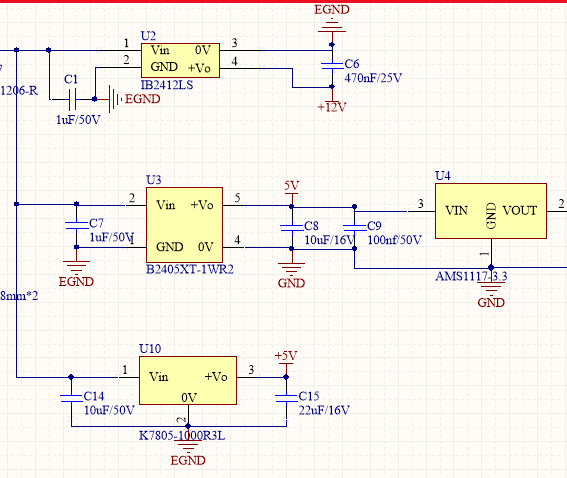 EGND
U2
1
Vin
0V
3
2
GND
+Vo
4
C1
1206-R
EGND
1uF/50V
IB2412LS
C6
470nF/25V
+12V
U3
2
Vin
+Vo
5
C7
1uF/50V
1
GND
0V
4
EGND
B2405XT-1WR2
5V
C8
10uF/16V
C9
100nf/50V
GND
U4
3
VIN
GND
VOUT
2
1
AMS1117-3.3
GND
8mm*2
U10
1
Vin
+Vo
3
0V
2
C14
10uF/50V
K7805-1000R3L
EGND
+5V
C15
22uF/16V